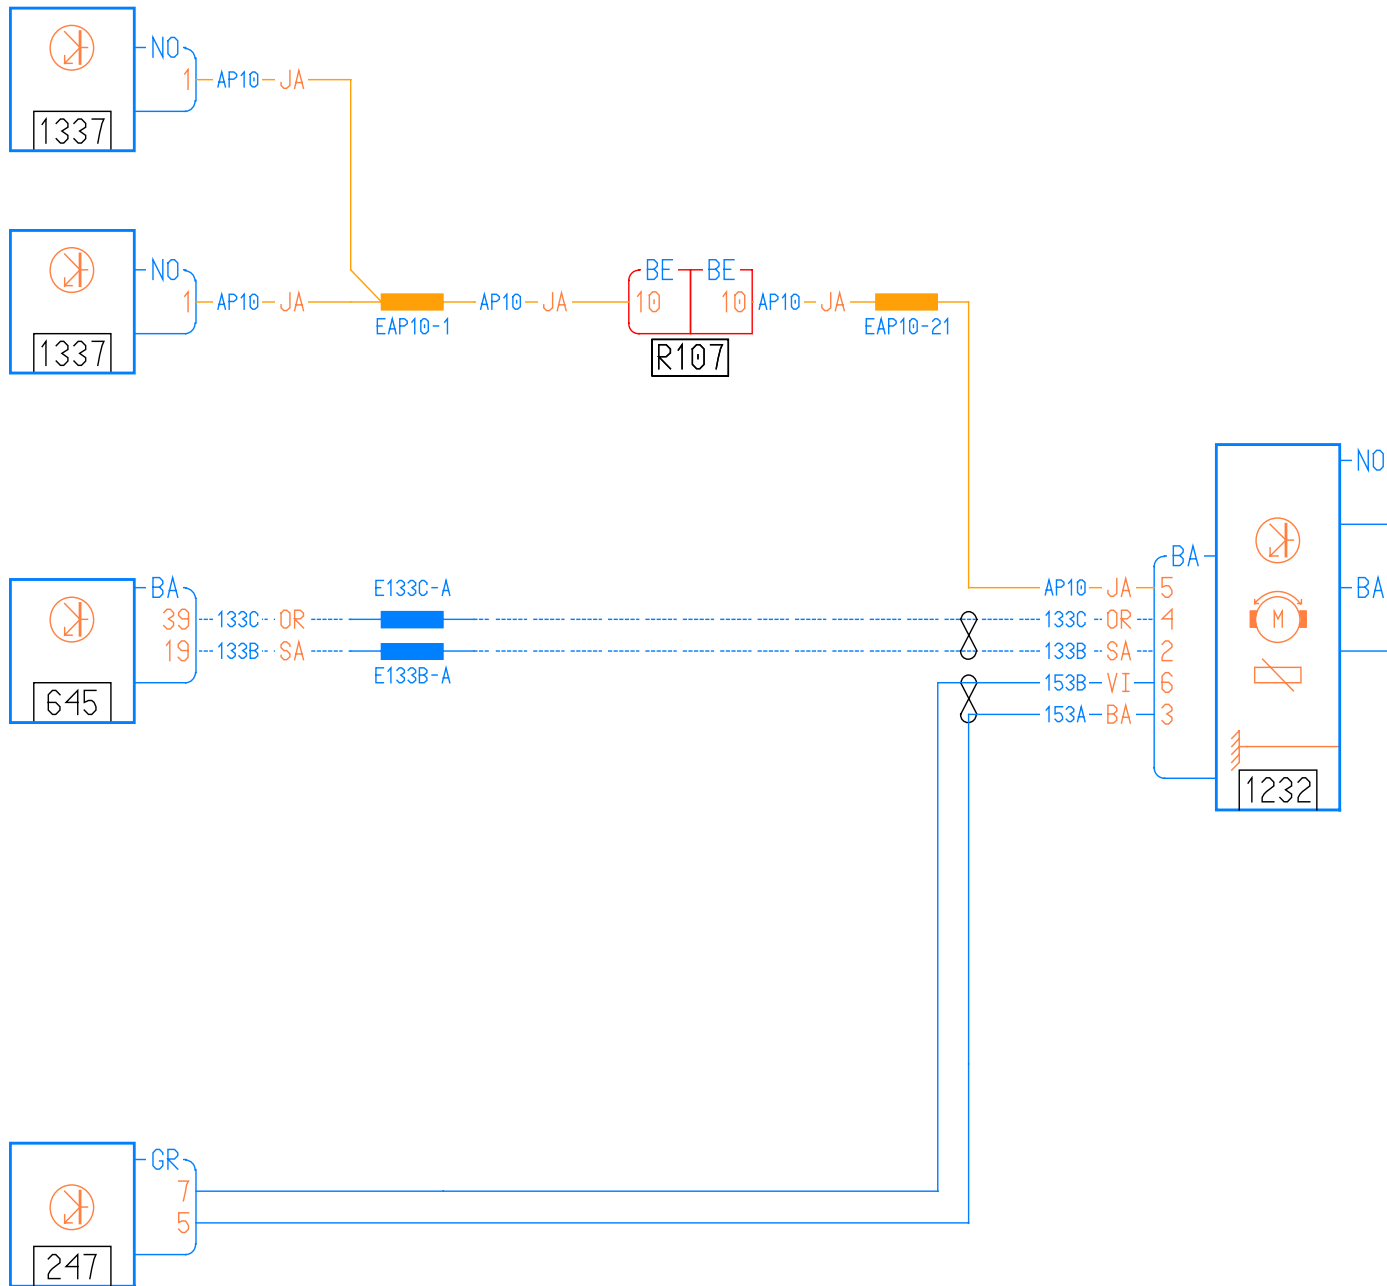 NO
1 AP10 JA
1337
NO BE BE
1 AP10 JA AP10 JA 10 10 AP10 JA
EAP10-1 EAP10-21
1337 R107
NO
BA
BA E133C-A AP10 JA 5 BA
39 133C OR 133C OR 4 M
19 133B SA 133B SA 2
E133B-A 153B VI 6
645 153A BA 3
1232
GR
7
5
247